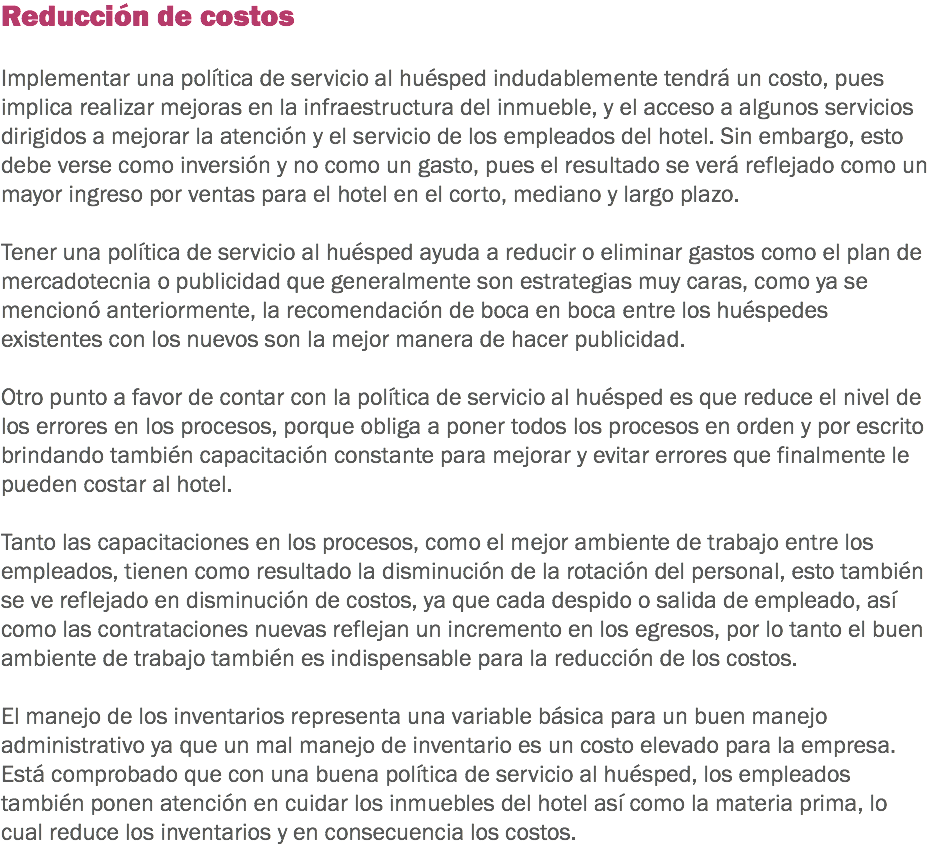 Reducción de costos
Implementar una política de servicio al huésped indudablemente tendrá un costo, pues
implica realizar mejoras en la infraestructura del inmueble, y el acceso a algunos servicios
dirigidos a mejorar la atención y el servicio de los empleados del hotel. Sin embargo, esto
debe verse como inversión y no como un gasto, pues el resultado se verá reflejado como un
mayor ingreso por ventas para el hotel en el corto, mediano y largo plazo.
Tener una política de servicio al huésped ayuda a reducir o eliminar gastos como el plan de
mercadotecnia o publicidad que generalmente son estrategias muy caras, como ya se
mencionó anteriormente, la recomendación de boca en boca entre los huéspedes
existentes con los nuevos son la mejor manera de hacer publicidad.
Otro punto a favor de contar con la política de servicio al huésped es que reduce el nivel de
los errores en los procesos, porque obliga a poner todos los procesos en orden y por escrito
brindando también capacitación constante para mejorar y evitar errores que finalmente le
pueden costar al hotel.
Tanto las capacitaciones en los procesos, como el mejor ambiente de trabajo entre los
empleados, tienen como resultado la disminución de la rotación del personal, esto también
se ve reflejado en disminución de costos, ya que cada despido o salida de empleado, así
como las contrataciones nuevas reflejan un incremento en los egresos, por lo tanto el buen
ambiente de trabajo también es indispensable para la reducción de los costos.
El manejo de los inventarios representa una variable básica para un buen manejo
administrativo ya que un mal manejo de inventario es un costo elevado para la empresa.
Está comprobado que con una buena política de servicio al huésped, los empleados
también ponen atención en cuidar los inmuebles del hotel así como la materia prima, lo
cual reduce los inventarios y en consecuencia los costos.